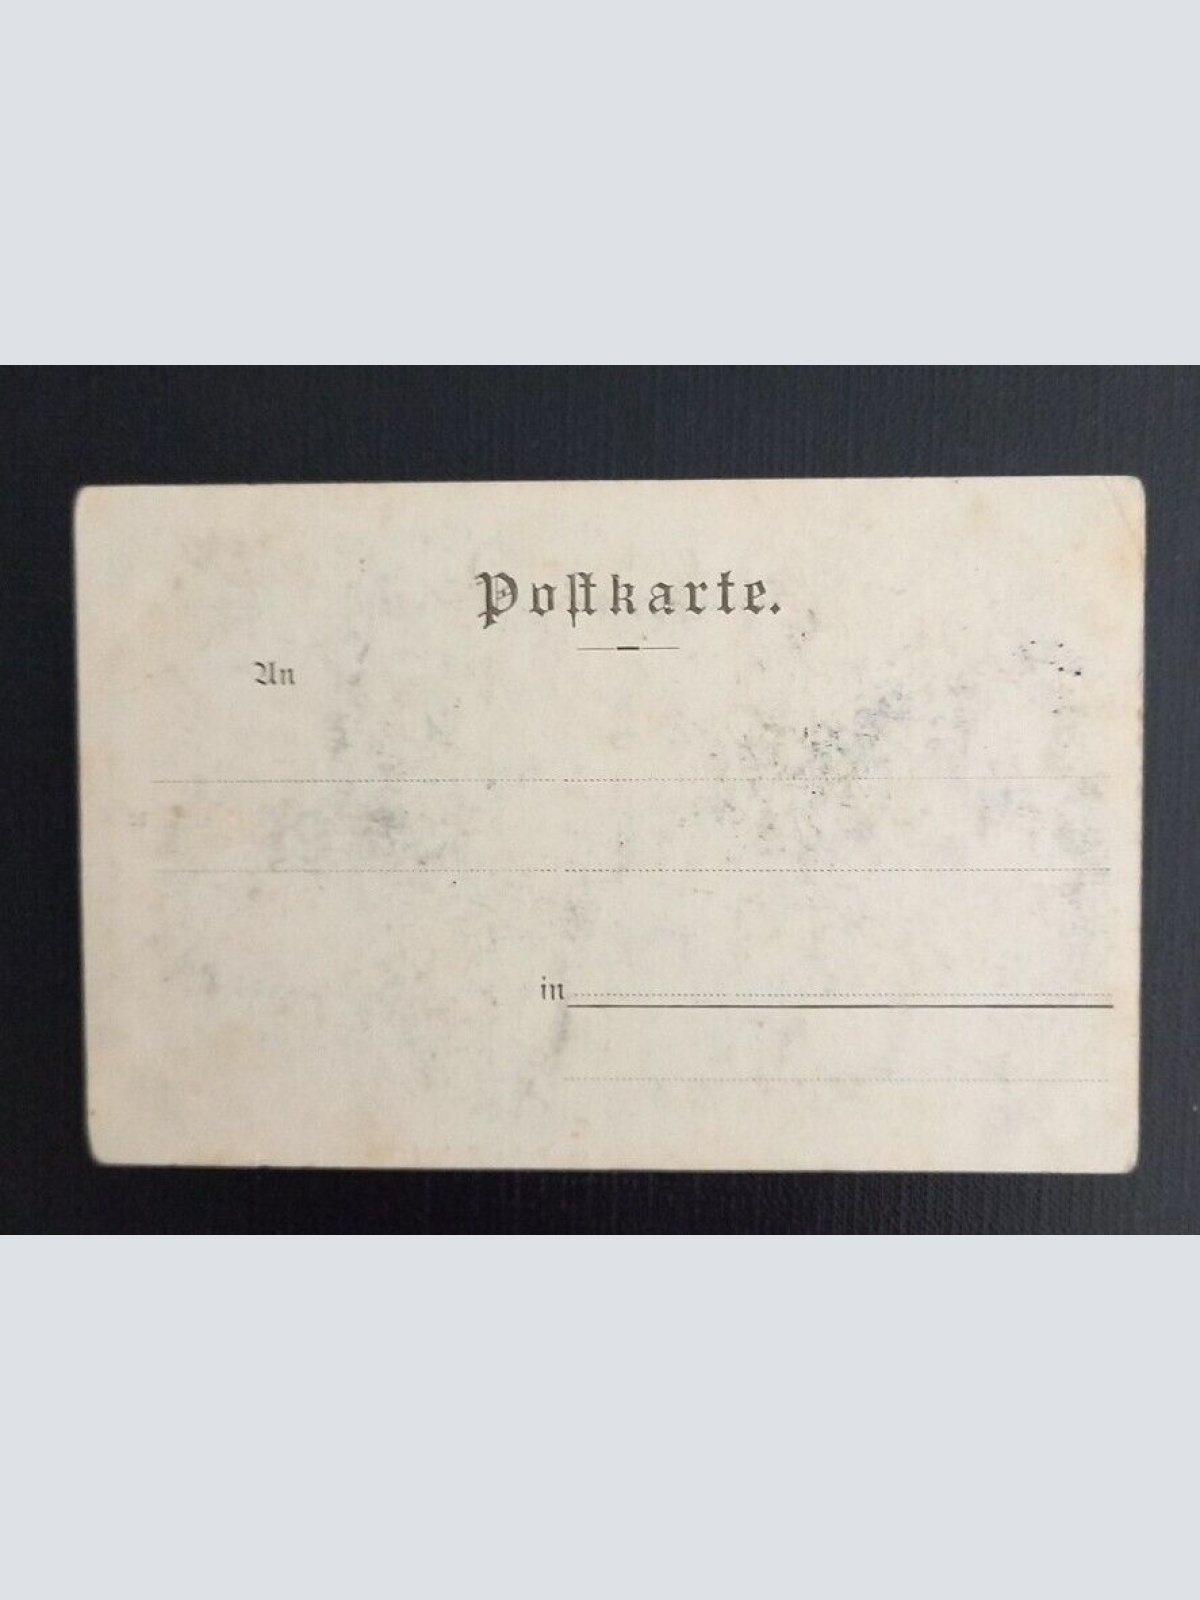 Postkarte.
An
in